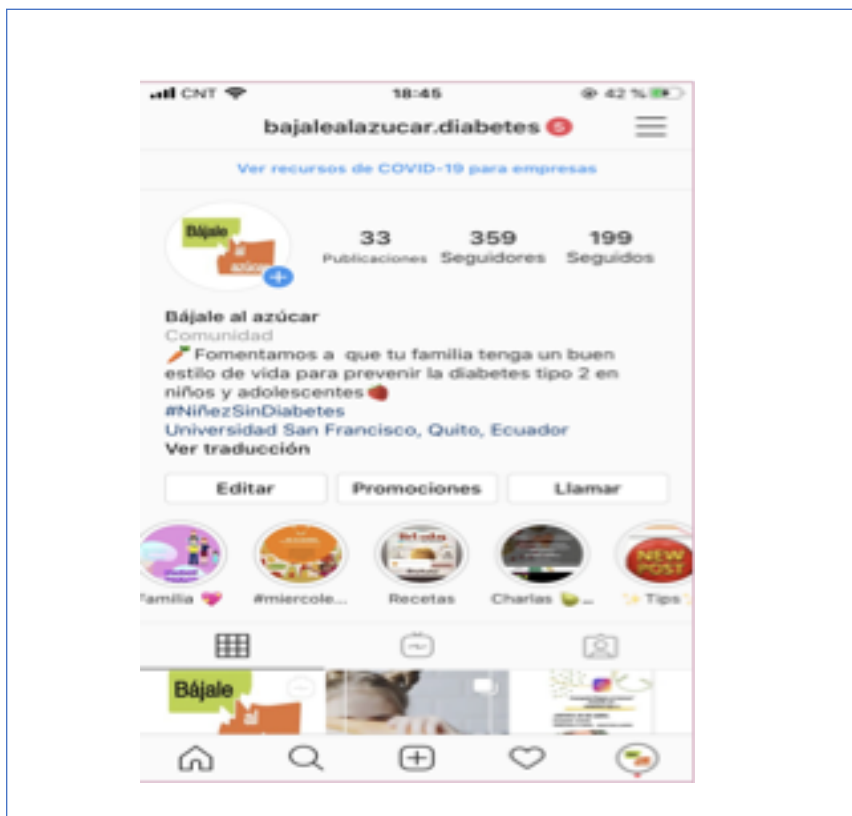 CNT 18:45 42 %
bajalealazucar.diabetes 5
Ver recursos de COVID-19 para empresas
Bájale
al
azúcar
33 359 199
Publicaciones Seguidores Seguidos
Bájale al azúcar
Comunidad
🥕Fomentamos a que tu familia tenga un buen
estilo de vida para prevenir la diabetes tipo 2 en
niños y adolescentes🍓
#NiñezSinDiabetes
Universidad San Francisco, Quito, Ecuador
Ver traducción
Editar Promociones Llamar
NEW
POST
Familia 💖 #miercole... Recetas Charlas 🍏... ✨Tips✨
Bájale
al